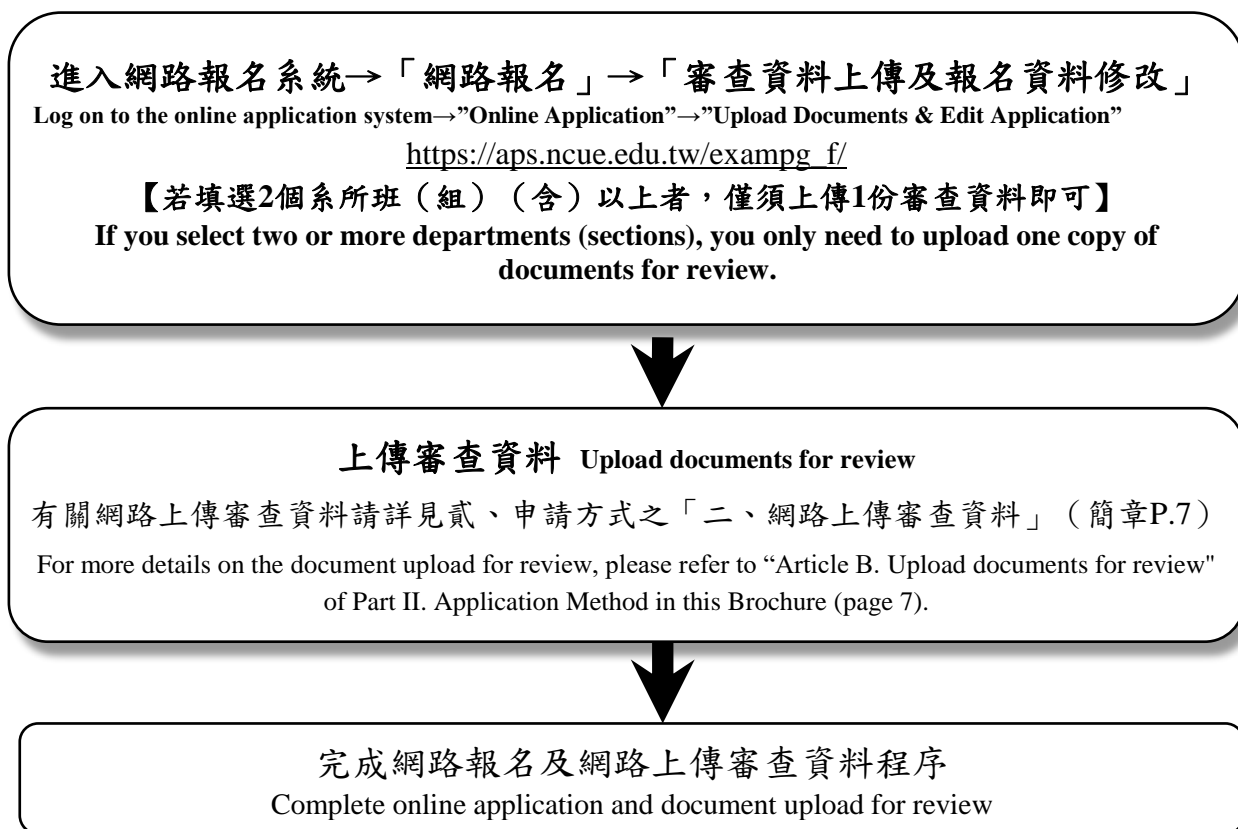 進入網路報名系統→「網路報名」→「審查資料上傳及報名資料修改」
Log on to the online application system→”Online Application”→”Upload Documents & Edit Application”
https://aps.ncue.edu.tw/exampg_f/
【若填選2個系所班（組）（含）以上者，僅須上傳1份審查資料即可】
If you select two or more departments (sections), you only need to upload one copy of
documents for review.
上傳審查資料 Upload documents for review
有關網路上傳審查資料請詳見貳、申請方式之「二、網路上傳審查資料」（簡章P.7）
For more details on the document upload for review, please refer to “Article B. Upload documents for review"
of Part II. Application Method in this Brochure (page 7).
完成網路報名及網路上傳審查資料程序
Complete online application and document upload for review